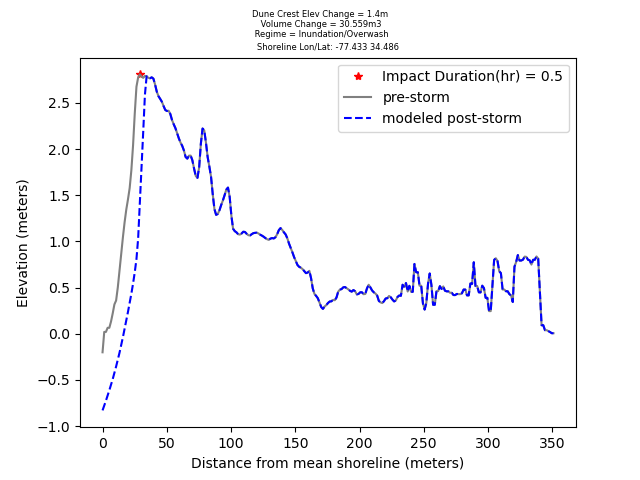 Dune Crest Elev Change = 1.4m
Volume Change = 30.559m3
Regime = Inundation/Overwash
Shoreline Lon/Lat: -77.433 34.486
Impact Duration(hr) = 0.5
pre-storm
modeled post-storm
Elevation (meters)
2.5
2.0
1.5
1.0
0.5
0.0
−0.5
−1.0
0 50 100 150 200 250 300 350
Distance from mean shoreline (meters)